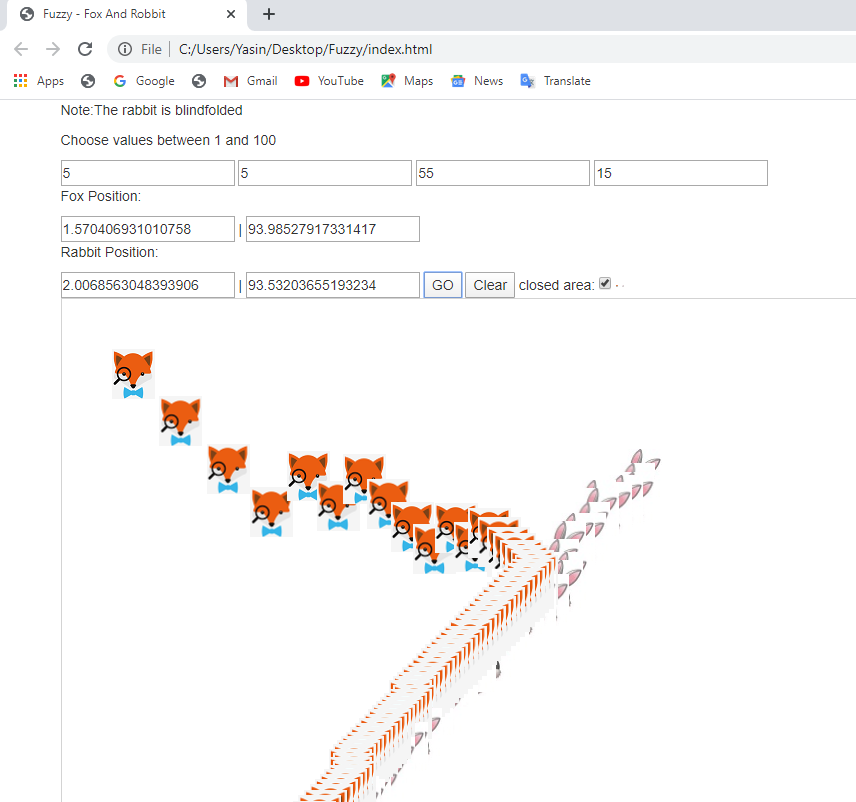 Fuzzy - Fox And Robbit
File C:/Users/Yasin/Desktop/Fuzzy/index.html
Apps Google Gmail YouTube Maps News Translate
Note:The rabbit is blindfolded
Choose values between 1 and 100
5 5 55 15
Fox Position:
1.570406931010758 | 93.98527917331417
Rabbit Position:
2.0068563048393906 | 93.53203655193234 GO Clear closed area: